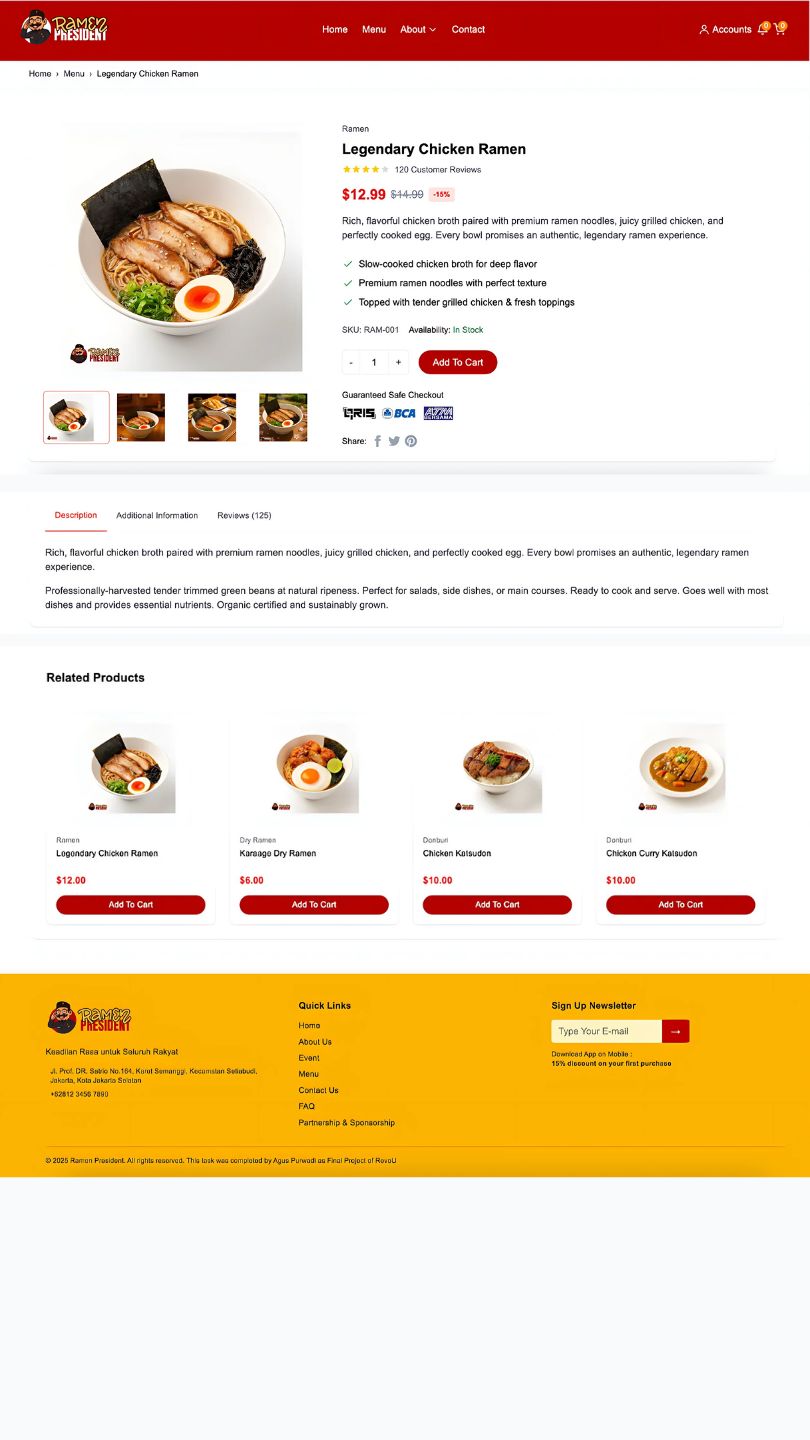 RAMEN
PRESIDENT
Home
Menu
About
Contact
Accounts
0
0
Home › Menu › Legendary Chicken Ramen
RAMEN
PRESIDENT
Ramen
Legendary Chicken Ramen
120 Customer Reviews
$12.99 $14.99 -15%
Rich, flavorful chicken broth paired with premium ramen noodles, juicy grilled chicken, and
perfectly cooked egg. Every bowl promises an authentic, legendary ramen experience.
Slow-cooked chicken broth for deep flavor
Premium ramen noodles with perfect texture
Topped with tender grilled chicken & fresh toppings
SKU: RAM-001 Availability: In Stock
- 1 + Add To Cart
Guaranteed Safe Checkout
QRIS BCA ATM BERSAMA
Share:
Description
Additional Information
Reviews (125)
Rich, flavorful chicken broth paired with premium ramen noodles, juicy grilled chicken, and perfectly cooked egg. Every bowl promises an authentic, legendary ramen
experience.
Professionally-harvested tender trimmed green beans at natural ripeness. Perfect for salads, side dishes, or main courses. Ready to cook and serve. Goes well with most
dishes and provides essential nutrients. Organic certified and sustainably grown.
Related Products
Ramen
Legendary Chicken Ramen
$12.00
Add To Cart
Dry Ramen
Karaage Dry Ramen
$6.00
Add To Cart
Donburi
Chicken Katsudon
$10.00
Add To Cart
Donburi
Chicken Curry Katsudon
$10.00
Add To Cart
RAMEN
PRESIDENT
Keadilan Rasa untuk Seluruh Rakyat
Jl. Prof. DR. Satrio No.164, Karet Semanggi, Kecamatan Setiabudi,
Jakarta, Kota Jakarta Selatan
+62812 3456 7890
Quick Links
Home
About Us
Event
Menu
Contact Us
FAQ
Partnership & Sponsorship
Sign Up Newsletter
Type Your E-mail →
Download App on Mobile :
15% discount on your first purchase
© 2025 Ramen President. All rights reserved. This task was completed by Agus Purwadi as Final Project of RevoU